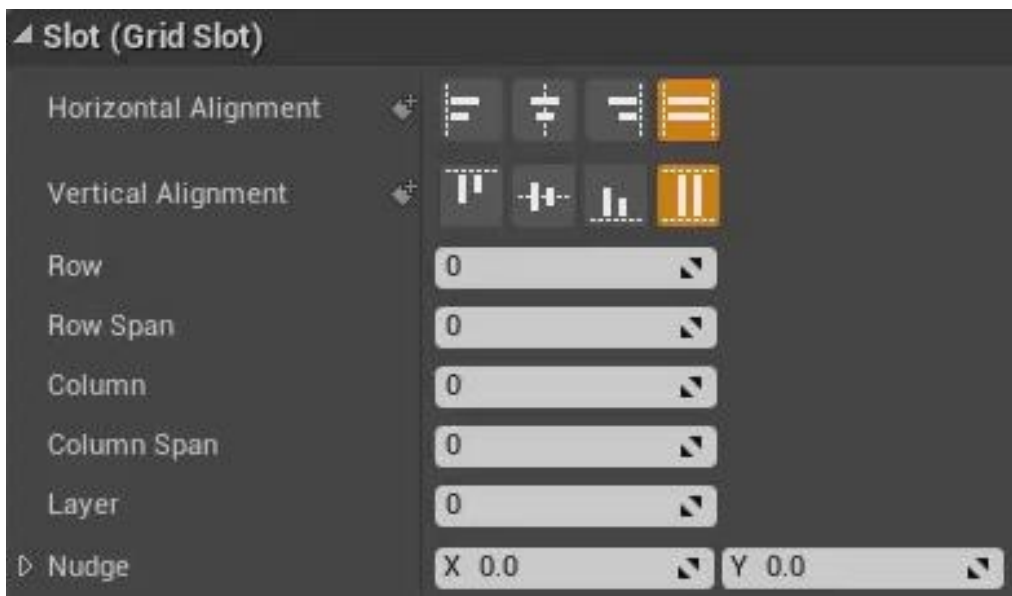 Slot (Grid Slot)
Horizontal Alignment
Vertical Alignment
Row 0
Row Span 0
Column 0
Column Span 0
Layer 0
Nudge X 0.0 Y 0.0